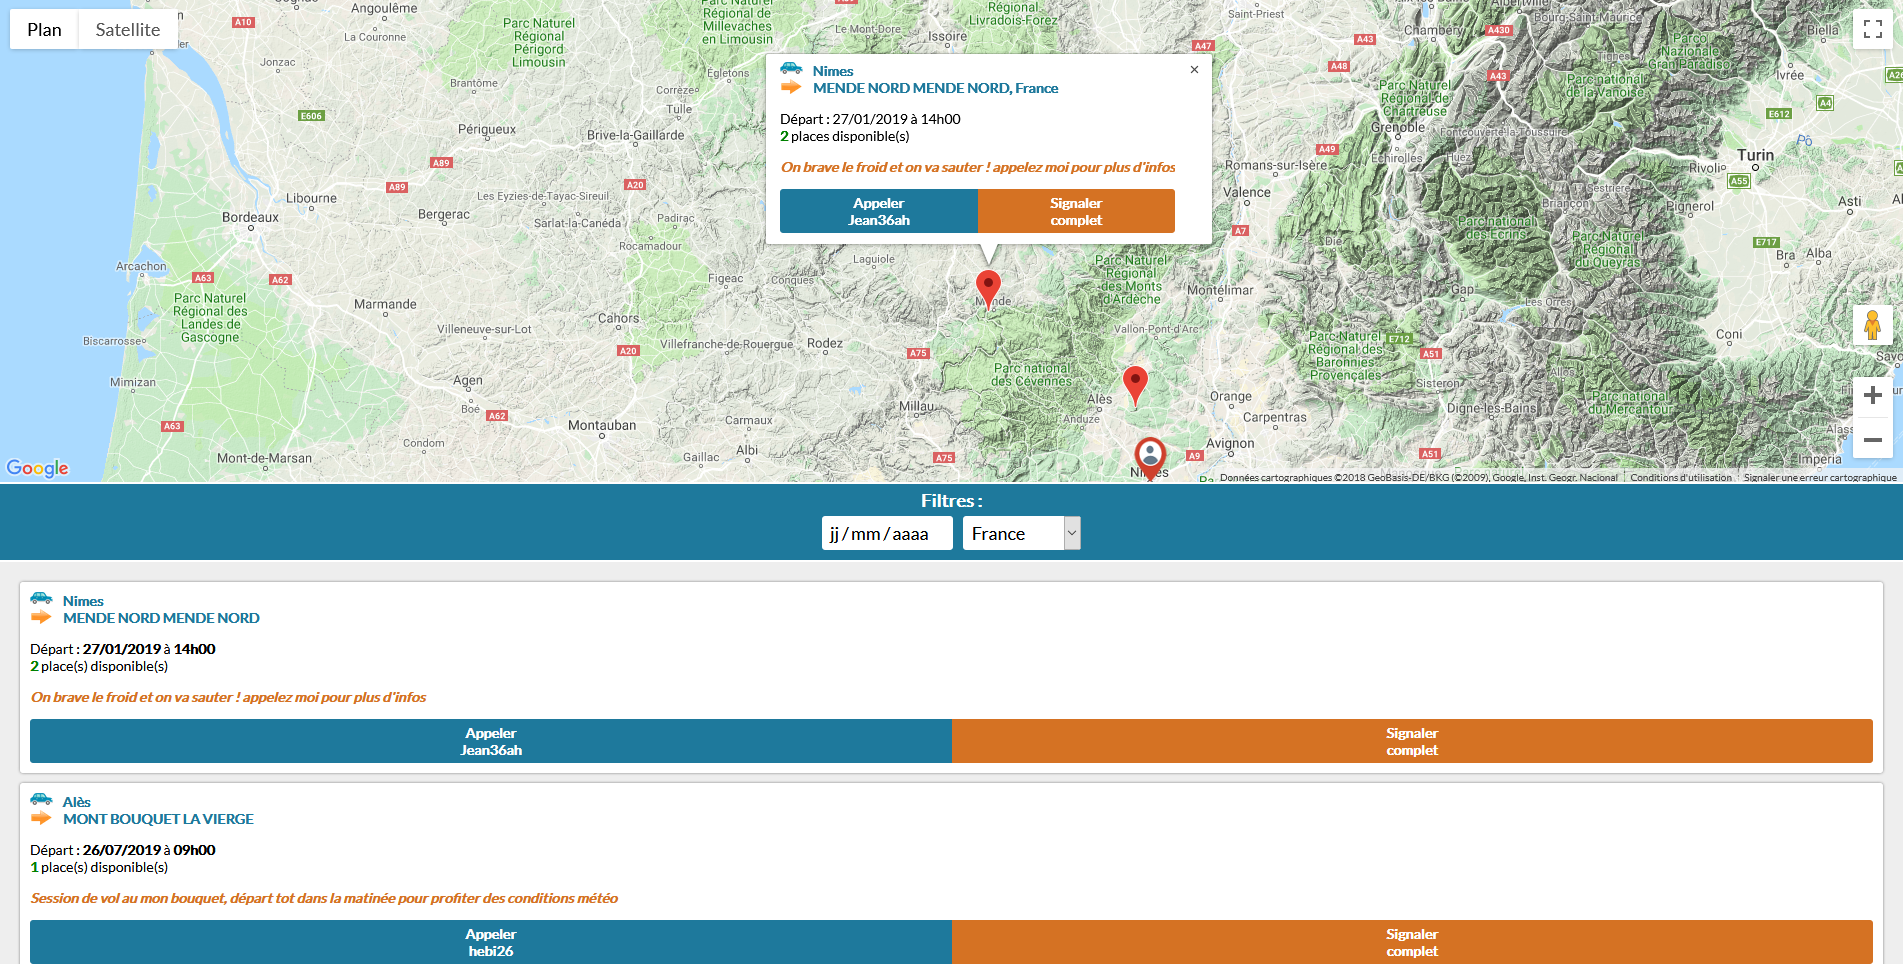 Plan
Satellite
Angoulême
La Couronne
A10
Jonzac
E606
Brantôme
Périgueux
A89
Libourne
A89
Bordeaux
Bergerac
Les Eyzies-de-Tayac-Sireuil
Sarlat-la-Canéda
Arcachon
A63
A62
Parc Naturel
Régional des
Landes de
Gascogne
Biscarrosse
Marmande
Villeneuve-sur-Lot
Mimizan
Agen
Boé
A62
A63
Condom
Mont-de-Marsan
Google
Parc Naturel
Régional
Périgord
Limousin
Régional de
Millevaches
en Limousin
Le Mont-Dore
Issoire
Régional
Livradois-Forez
Égletons
Corrèze
Tulle
Brive-la-Gaillarde
A20
Padirac
Rocamadour
Figeac
Conques
Laguiole
Cahors
A20
Villefranche-de-Rouergue
Rodez
A75
Montauban
Carmaux
Albi
Gaillac
Millau
A75
Mende
Parc national
des Cévennes
Alès
Anduze
Nîmes
Nimes
MENDE NORD MENDE NORD, France
Départ : 27/01/2019 à 14h00
2 places disponible(s)
On brave le froid et on va sauter ! appelez moi pour plus d'infos
Appeler
Jean36ah
Signaler
complet
Saint-Priest
A47
A43
A48
Chambéry
A430
A43
Bourg-Saint-Maurice
Parc Naturel
Régional de
Chartreuse
Grenoble
Échirolles
Huez
Fontcouverte-la-Toussuire
Tignes
Parc national
de la Vanoise
Parco
Nazionale
Gran Paradiso
Biella
Ivrée
A4
E612
A49
Romans-sur-Isère
Valence
A7
Die
Parc national
des Écrins
Briançon
Sestriere
Turin
Rivoli
A55
Pignerol
Asti
E717
Alba
Bra
Parc Naturel
Régional
du Queyras
Parc Naturel
Régional
des Monts
d'Ardèche
Montélimar
Vallon-Pont-d'Arc
Gap
Les Orres
Parc Naturel
Régional des
Baronnies
Provençales
E712
A51
Sisteron
Allos
Coni
Orange
Carpentras
Avignon
A9
Digne-les-Bains
Parc national
du Mercantour
A51
Imperia
Données cartographiques ©2018 GeoBasis-DE/BKG (©2009), Google, Inst. Geogr. Nacional
Conditions d'utilisation
Signaler une erreur cartographique
Filtres :
jj / mm / aaaa
France
Nimes
MENDE NORD MENDE NORD
Départ : 27/01/2019 à 14h00
2 place(s) disponible(s)
On brave le froid et on va sauter ! appelez moi pour plus d'infos
Appeler
Jean36ah
Signaler
complet
Alès
MONT BOUQUET LA VIERGE
Départ : 26/07/2019 à 09h00
1 place(s) disponible(s)
Session de vol au mon bouquet, départ tot dans la matinée pour profiter des conditions météo
Appeler
hebi26
Signaler
complet